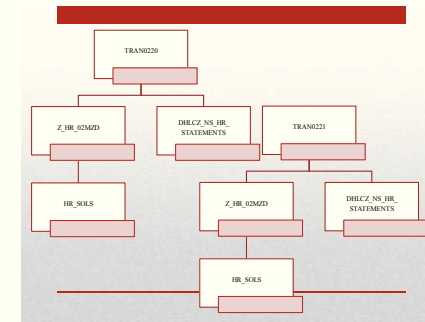 TRAN0220
Z_HR_02MZD
DHLCZ_NS_HR_
STATEMENTS
TRAN0221
HR_SOLS
Z_HR_02MZD
DHLCZ_NS_HR_
STATEMENTS
HR_SOLS